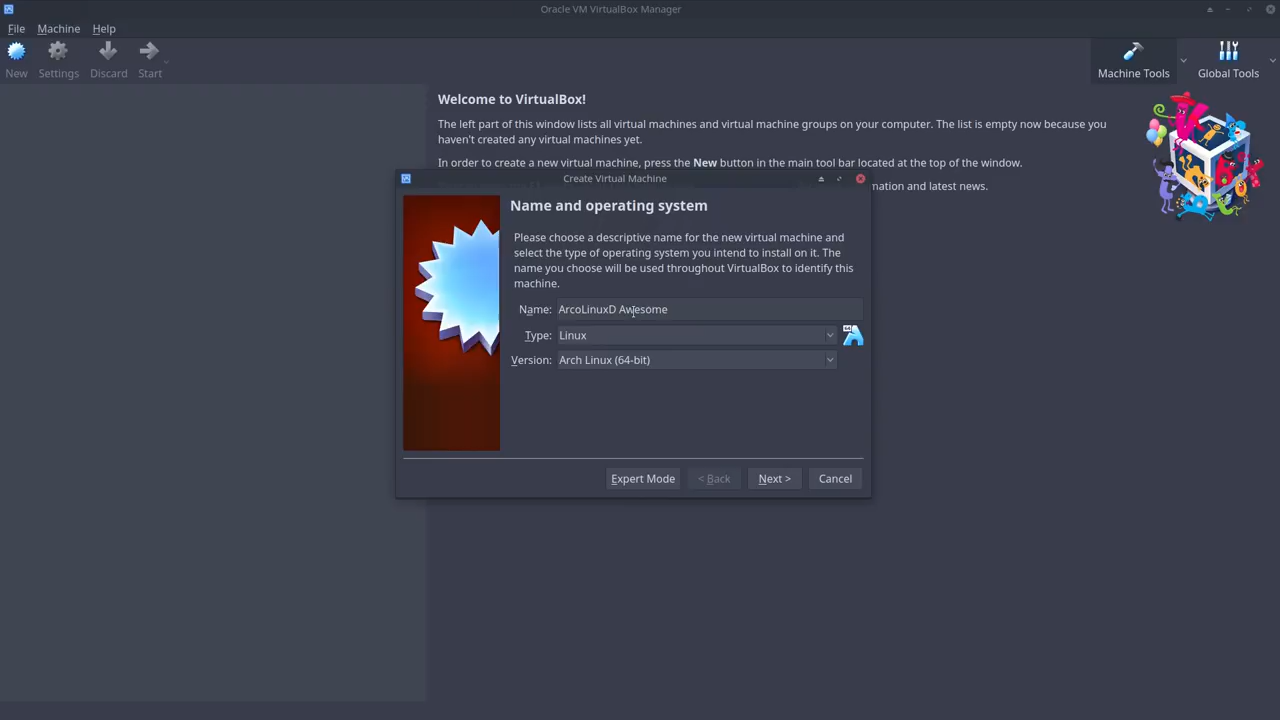 Oracle VM VirtualBox Manager
File Machine Help
New Settings Discard Start
Machine Tools Global Tools
Welcome to VirtualBox!
The left part of this window lists all virtual machines and virtual machine groups on your computer. The list is empty now because you
haven't created any virtual machines yet.
In order to create a new virtual machine, press the New button in the main tool bar located at the top of the window.
mation and latest news.
Create Virtual Machine
Name and operating system
Please choose a descriptive name for the new virtual machine and
select the type of operating system you intend to install on it. The
name you choose will be used throughout VirtualBox to identify this
machine.
Name: ArcoLinuxD Awesome
Type: Linux
64
Version: Arch Linux (64-bit)
Expert Mode < Back Next > Cancel